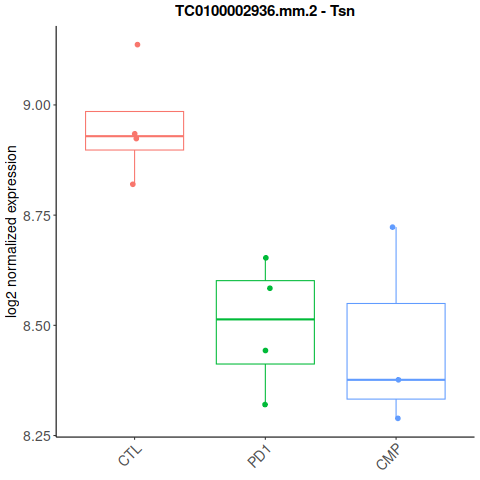 TC0100002936.mm.2 - Tsn
log2 normalized expression
9.00
8.75
8.50
8.25
CTL
PD1
CMP